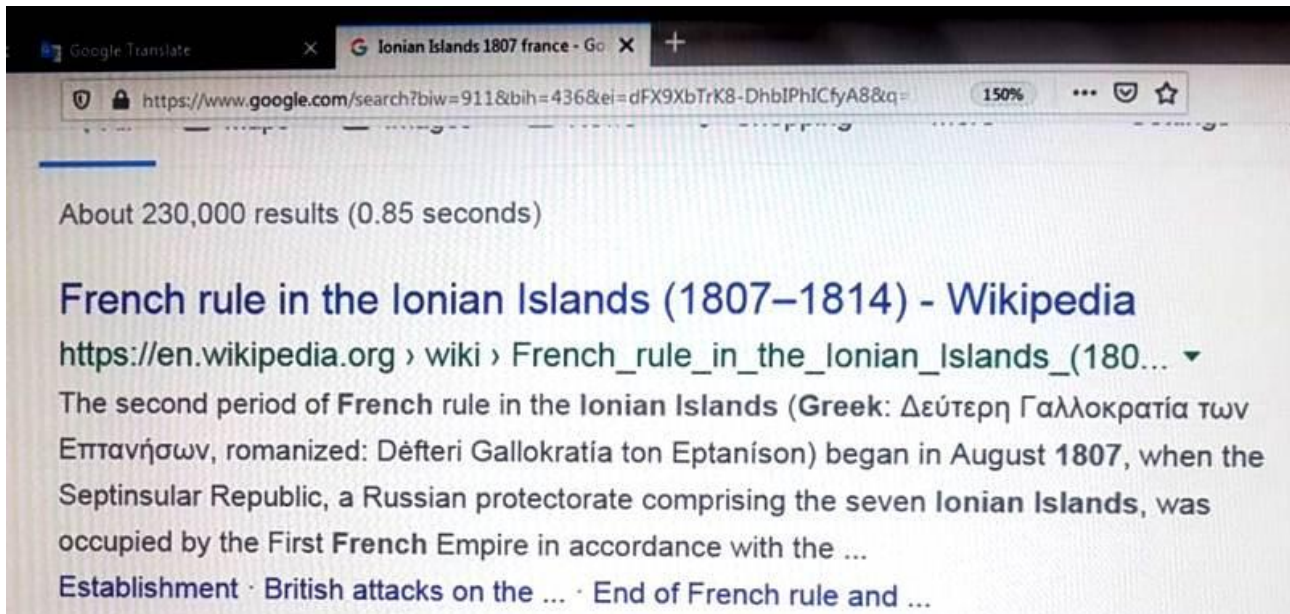 Google Translate
Ionian Islands 1807 france - Go
https://www.google.com/search?biw=911&bih=436&ei=dFX9XbTrK8-DhbIPhICfyA8&q=
150%
About 230,000 results (0.85 seconds)
French rule in the Ionian Islands (1807–1814) - Wikipedia
https://en.wikipedia.org › wiki › French_rule_in_the_Ionian_Islands_(180...
The second period of French rule in the Ionian Islands (Greek: Δεύτερη Γαλλοκρατία των
Επτανήσων, romanized: Défteri Gallokratía ton Eptaníson) began in August 1807, when the
Septinsular Republic, a Russian protectorate comprising the seven Ionian Islands, was
occupied by the First French Empire in accordance with the ...
Establishment · British attacks on the ... · End of French rule and ...